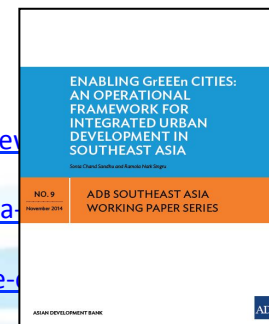 ENABLING GrEEEn CITIES:
AN OPERATIONAL
FRAMEWORK FOR
INTEGRATED URBAN
DEVELOPMENT IN
SOUTHEAST ASIA
Sonia Chand Sandhu and Ramola Naik Singru
NO. 9
November 2014
ADB SOUTHEAST ASIA
WORKING PAPER SERIES
ASIAN DEVELOPMENT BANK